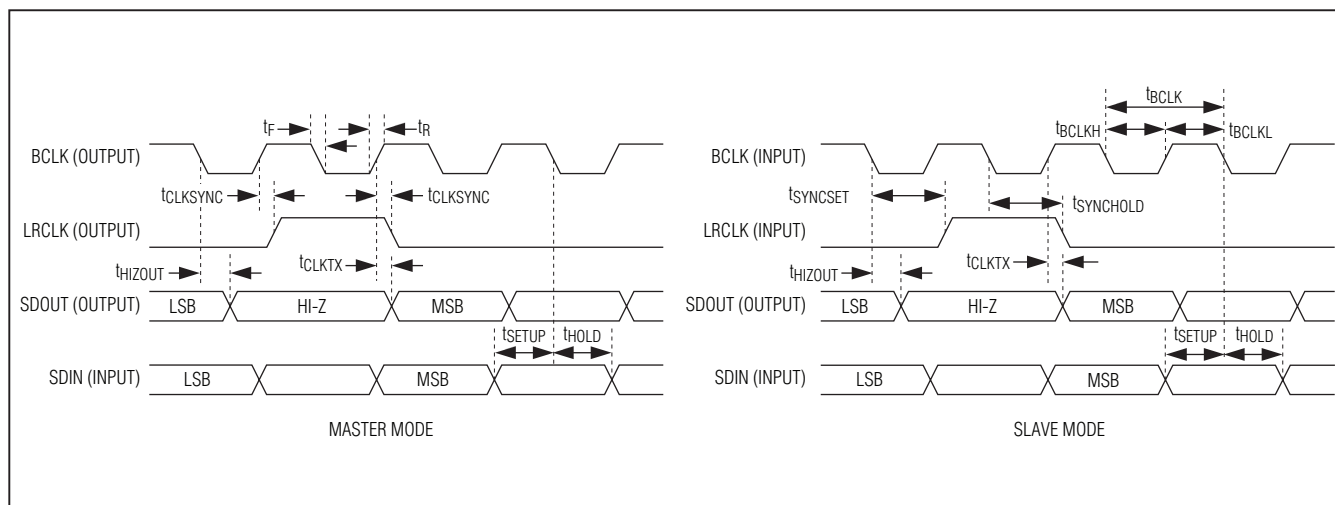 tF
tR
BCLK (OUTPUT)
tCLKSYNC
tCLKSYNC
LRCLK (OUTPUT)
tHIZOUT
tCLKTX
SDOUT (OUTPUT)
LSB
HI-Z
MSB
tSETUP
tHOLD
SDIN (INPUT)
LSB
MSB
MASTER MODE
tBCLK
tBCLKH
tBCLKL
BCLK (INPUT)
tSYNCSET
tSYNCHOLD
LRCLK (INPUT)
tHIZOUT
tCLKTX
SDOUT (OUTPUT)
LSB
HI-Z
MSB
tSETUP
tHOLD
SDIN (INPUT)
LSB
MSB
SLAVE MODE